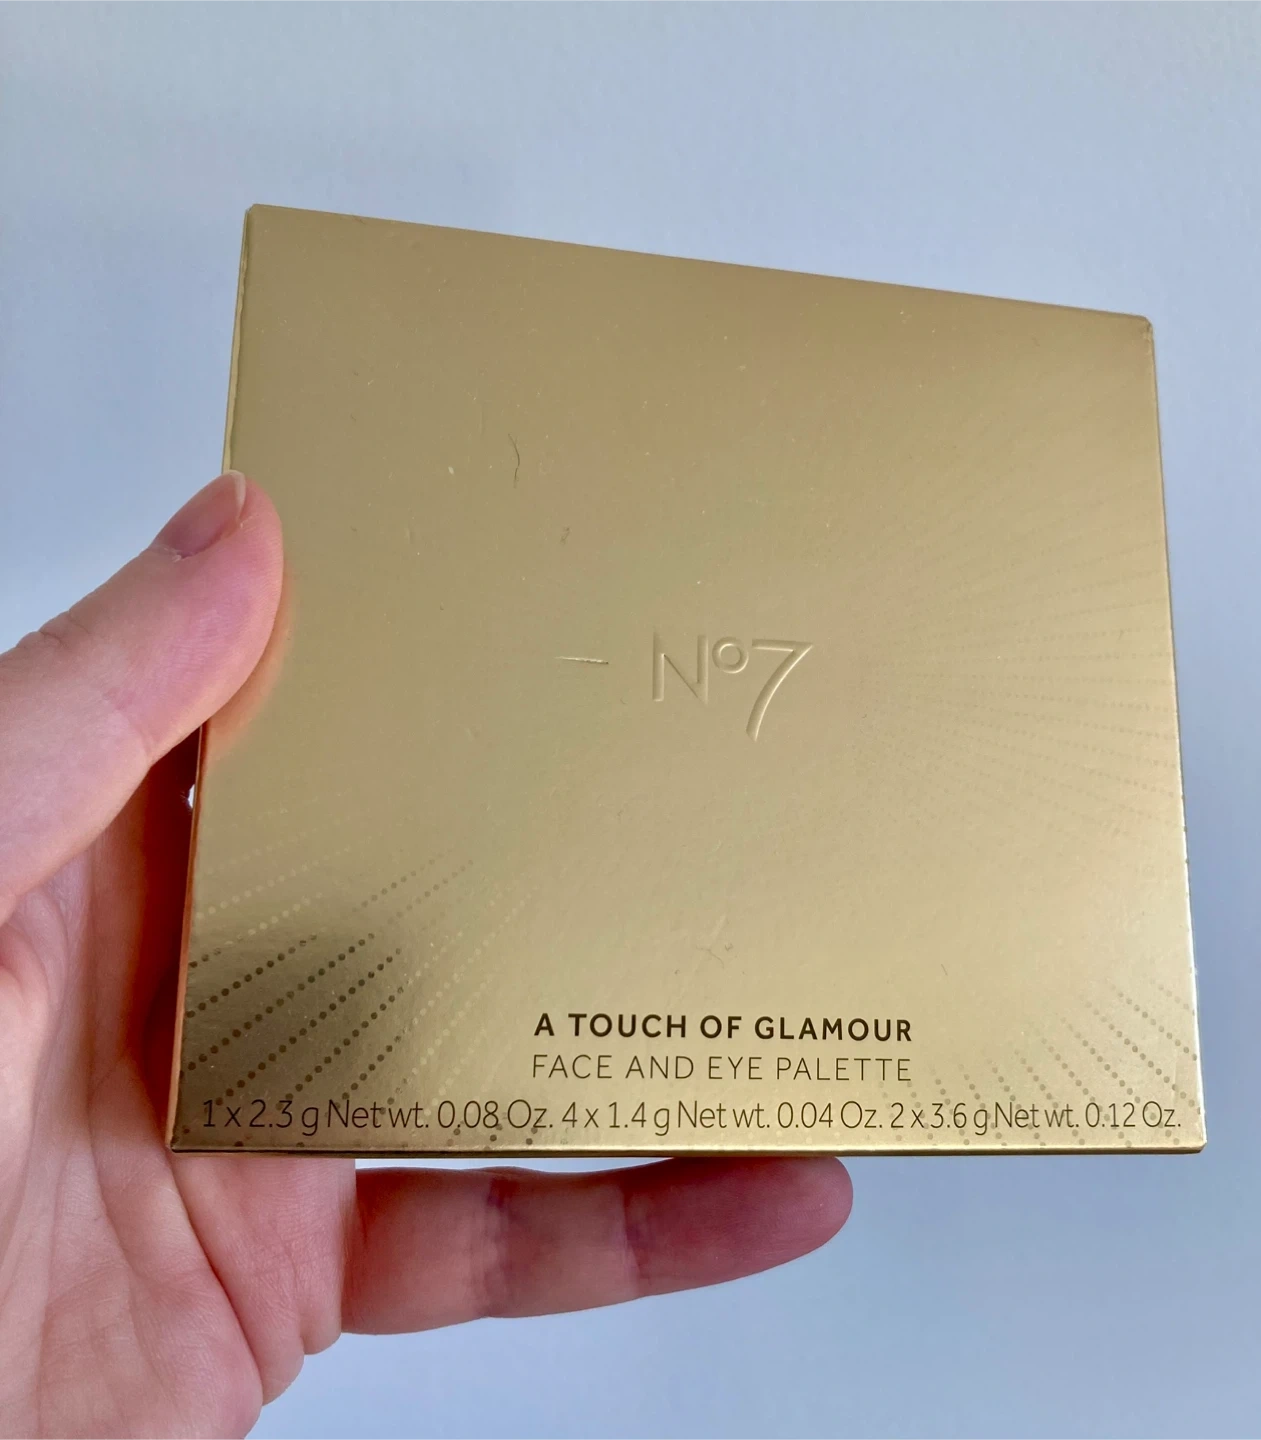 Nº7
A TOUCH OF GLAMOUR
FACE AND EYE PALETTE
1 x 2.3 g Net wt. 0.08 Oz. 4 x 1.4 g Net wt. 0.04 Oz. 2 x 3.6 g Net wt. 0.12 Oz.